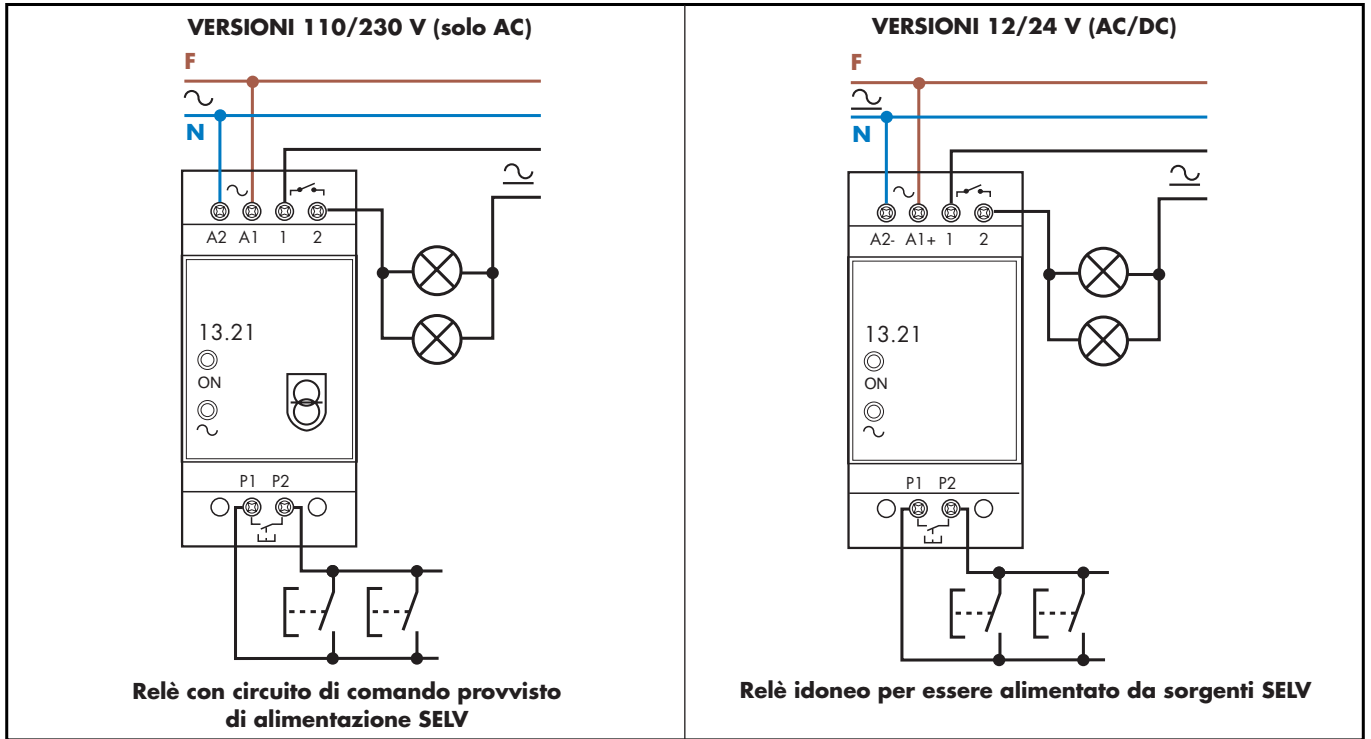 VERSIONI 110/230 V (solo AC)
F
N
A2 A1 1 2
13.21
ON
P1 P2
Relè con circuito di comando provvisto
di alimentazione SELV
VERSIONI 12/24 V (AC/DC)
F
N
A2- A1+ 1 2
13.21
ON
P1 P2
Relè idoneo per essere alimentato da sorgenti SELV